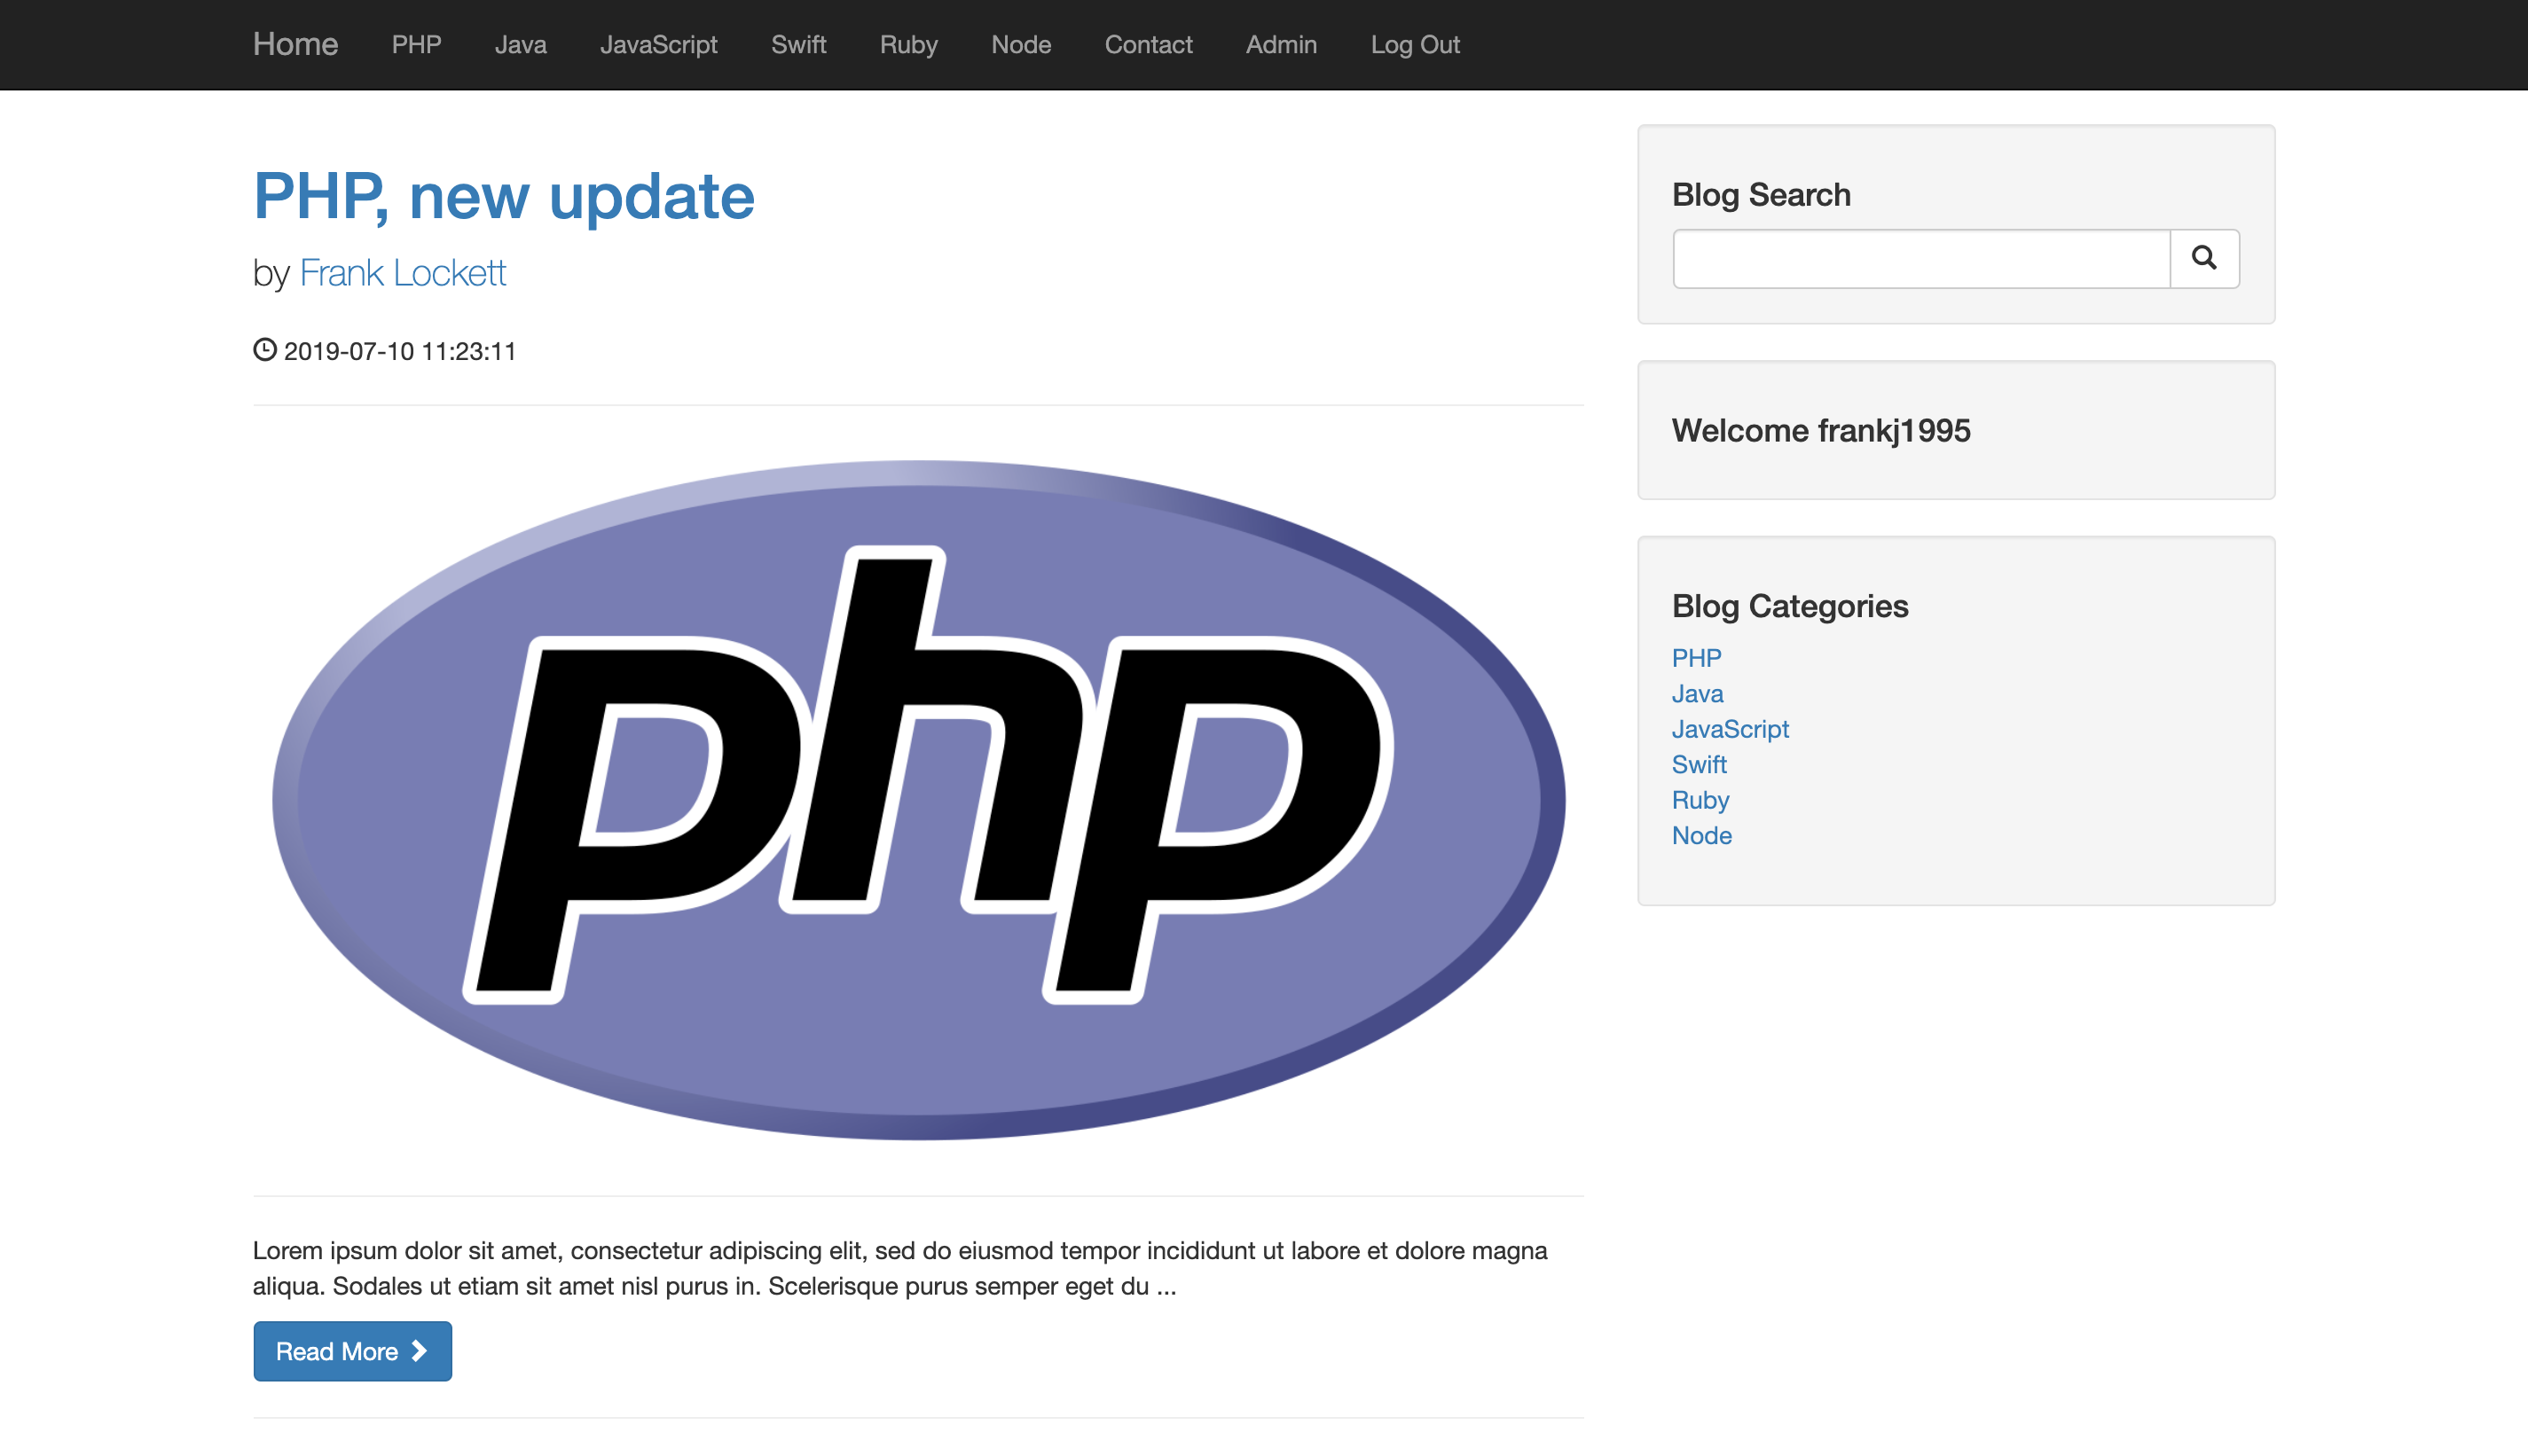 Home PHP Java JavaScript Swift Ruby Node Contact Admin Log Out
PHP, new update
by Frank Lockett
2019-07-10 11:23:11
php
Lorem ipsum dolor sit amet, consectetur adipiscing elit, sed do eiusmod tempor incididunt ut labore et dolore magna
aliqua. Sodales ut etiam sit amet nisl purus in. Scelerisque purus semper eget du ...
Read More
Blog Search
Welcome frankj1995
Blog Categories
PHP
Java
JavaScript
Swift
Ruby
Node